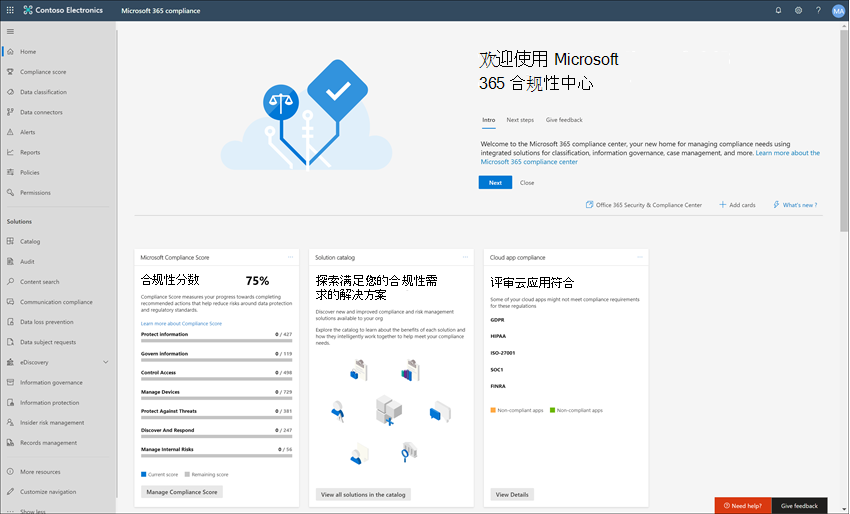 Contoso Electronics
Microsoft 365 compliance
?
MA
Home
Compliance score
Data classification
Data connectors
Alerts
Reports
Policies
Permissions
Solutions
Catalog
Audit
Content search
Communication compliance
Data loss prevention
Data subject requests
eDiscovery
Information governance
Information protection
Insider risk management
Records management
More resources
Customize navigation
Show less
欢迎使用 Microsoft
365 合规性中心
Intro Next steps Give feedback
Welcome to the Microsoft 365 compliance center, your new home for managing compliance needs using
integrated solutions for classification, information governance, case management, and more. Learn more about the
Microsoft 365 compliance center
Next Close
Office 365 Security & Compliance Center Add cards What's new ?
Microsoft Compliance Score
合规性分数 75%
Compliance Score measures your progress towards completing
recommended actions that help reduce risks around data protection
and regulatory standards.
Learn more about Compliance Score
Protect information 0 / 427
Govern information 0 / 119
Control Access 0 / 498
Manage Devices 0 / 729
Protect Against Threats 0 / 381
Discover And Respond 0 / 247
Manage Internal Risks 0 / 56
Current score Remaining score
Manage Compliance Score
Solution catalog
探索满足您的合规性需
求的解决方案
Discover new and improved compliance and risk management
solutions available to your org
Explore the catalog to learn about the benefits of each solution and
how they intelligently work together to help meet your compliance
needs.
View all solutions in the catalog
Cloud app compliance
评审云应用符合
Some of your cloud apps might not meet compliance requirements
for these regulations
GDPR
HIPAA
ISO-27001
SOC1
FINRA
Non-compliant apps Non-compliant apps
View Details
Need help? Give feedback